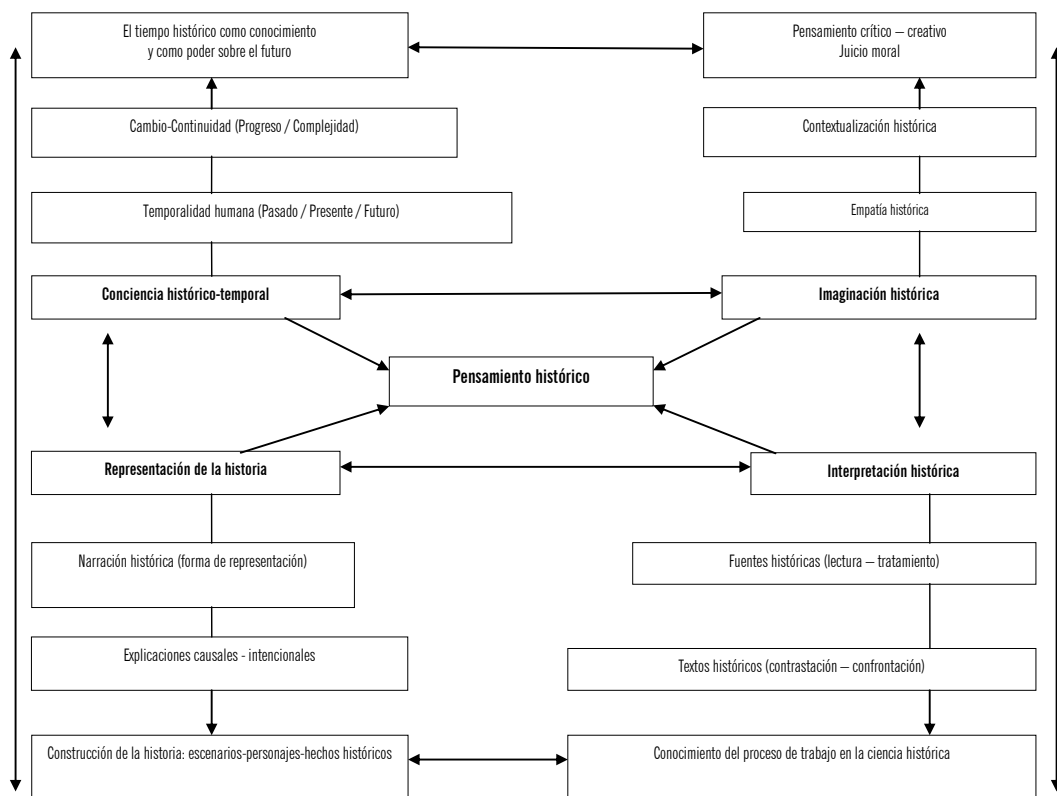 El tiempo histórico como conocimiento
y como poder sobre el futuro
Pensamiento crítico – creativo
Juicio moral
Cambio-Continuidad (Progreso / Complejidad)
Contextualización histórica
Temporalidad humana (Pasado / Presente / Futuro)
Empatía histórica
Conciencia histórico-temporal
Imaginación histórica
Pensamiento histórico
Representación de la historia
Interpretación histórica
Narración histórica (forma de representación)
Fuentes históricas (lectura – tratamiento)
Explicaciones causales - intencionales
Textos históricos (contrastación – confrontación)
Construcción de la historia: escenarios-personajes-hechos históricos
Conocimiento del proceso de trabajo en la ciencia histórica